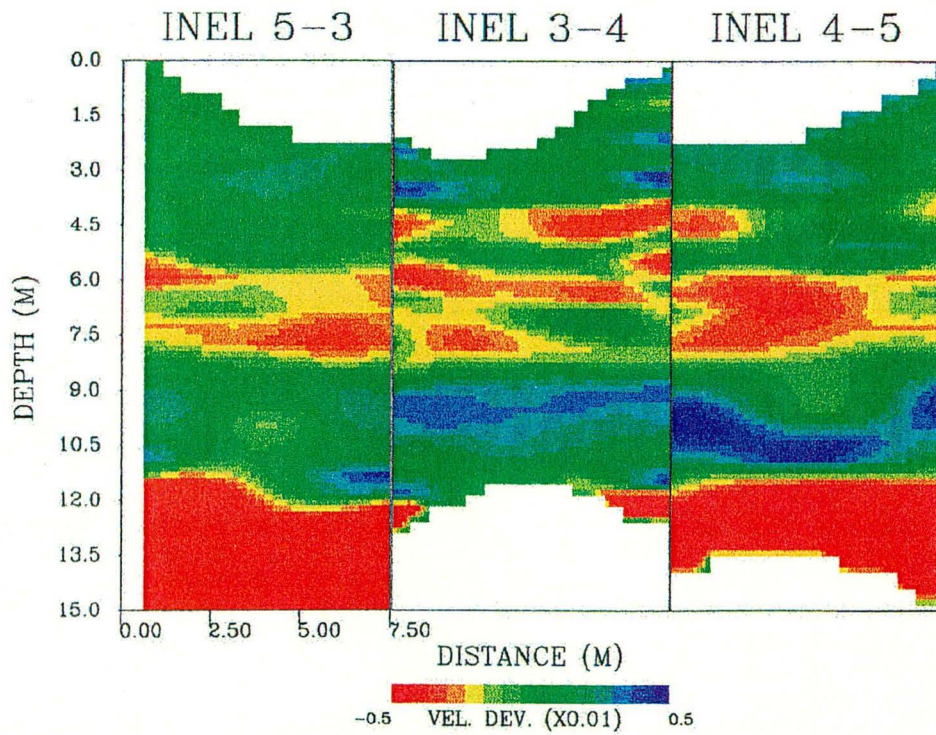 INEL 5-3 INEL 3-4 INEL 4-5
0.0
1.5
3.0
4.5
6.0
7.5
9.0
10.5
12.0
13.5
15.0
DEPTH (M)
0.00 2.50 5.00 7.50
DISTANCE (M)
-0.5 VEL. DEV. (X0.01) 0.5